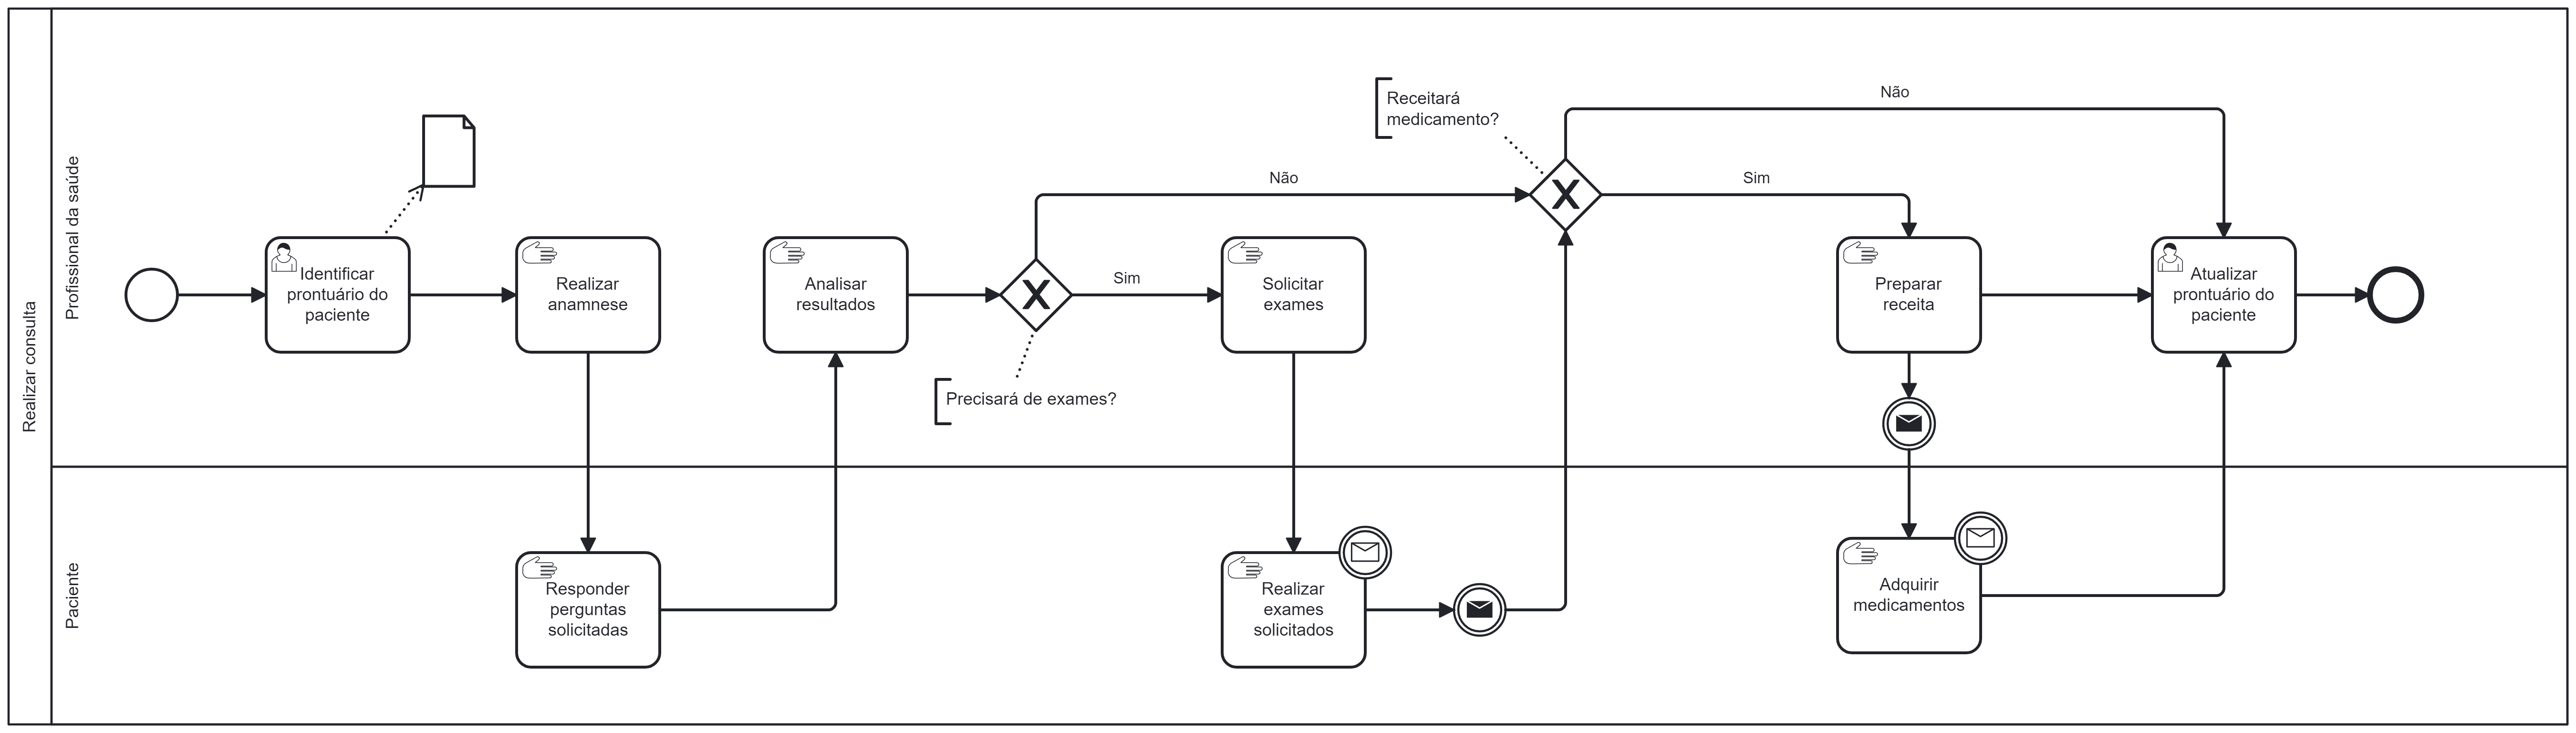 Realizar consulta
Profissional da saúde
Paciente
Identificar
prontuário do
paciente
Realizar
anamnese
Responder
perguntas
solicitadas
Analisar
resultados
Precisará de exames?
Não
Sim
Solicitar
exames
Realizar
exames
solicitados
Receitará
medicamento?
Não
Sim
Preparar
receita
Adquirir
medicamentos
Atualizar
prontuário do
paciente